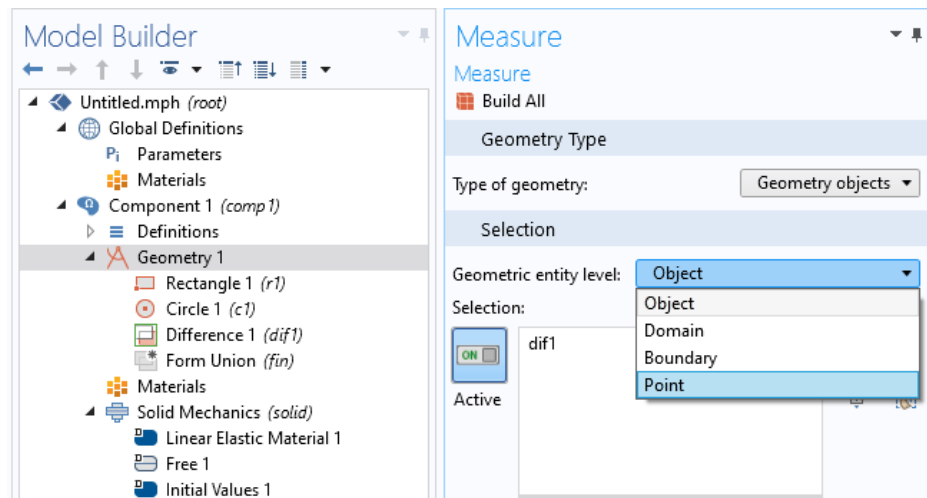 Model Builder
Untitled.mph (root)
Global Definitions
Pi Parameters
Materials
Component 1 (comp1)
Definitions
Geometry 1
Rectangle 1 (r1)
Circle 1 (c1)
Difference 1 (dif1)
Form Union (fin)
Materials
Solid Mechanics (solid)
D Linear Elastic Material 1
D Free 1
D Initial Values 1
Measure
Measure
Build All
Geometry Type
Type of geometry: Geometry objects
Selection
Geometric entity level: Object
Selection:
Object
Domain
Boundary
Point
ON
Active
dif1